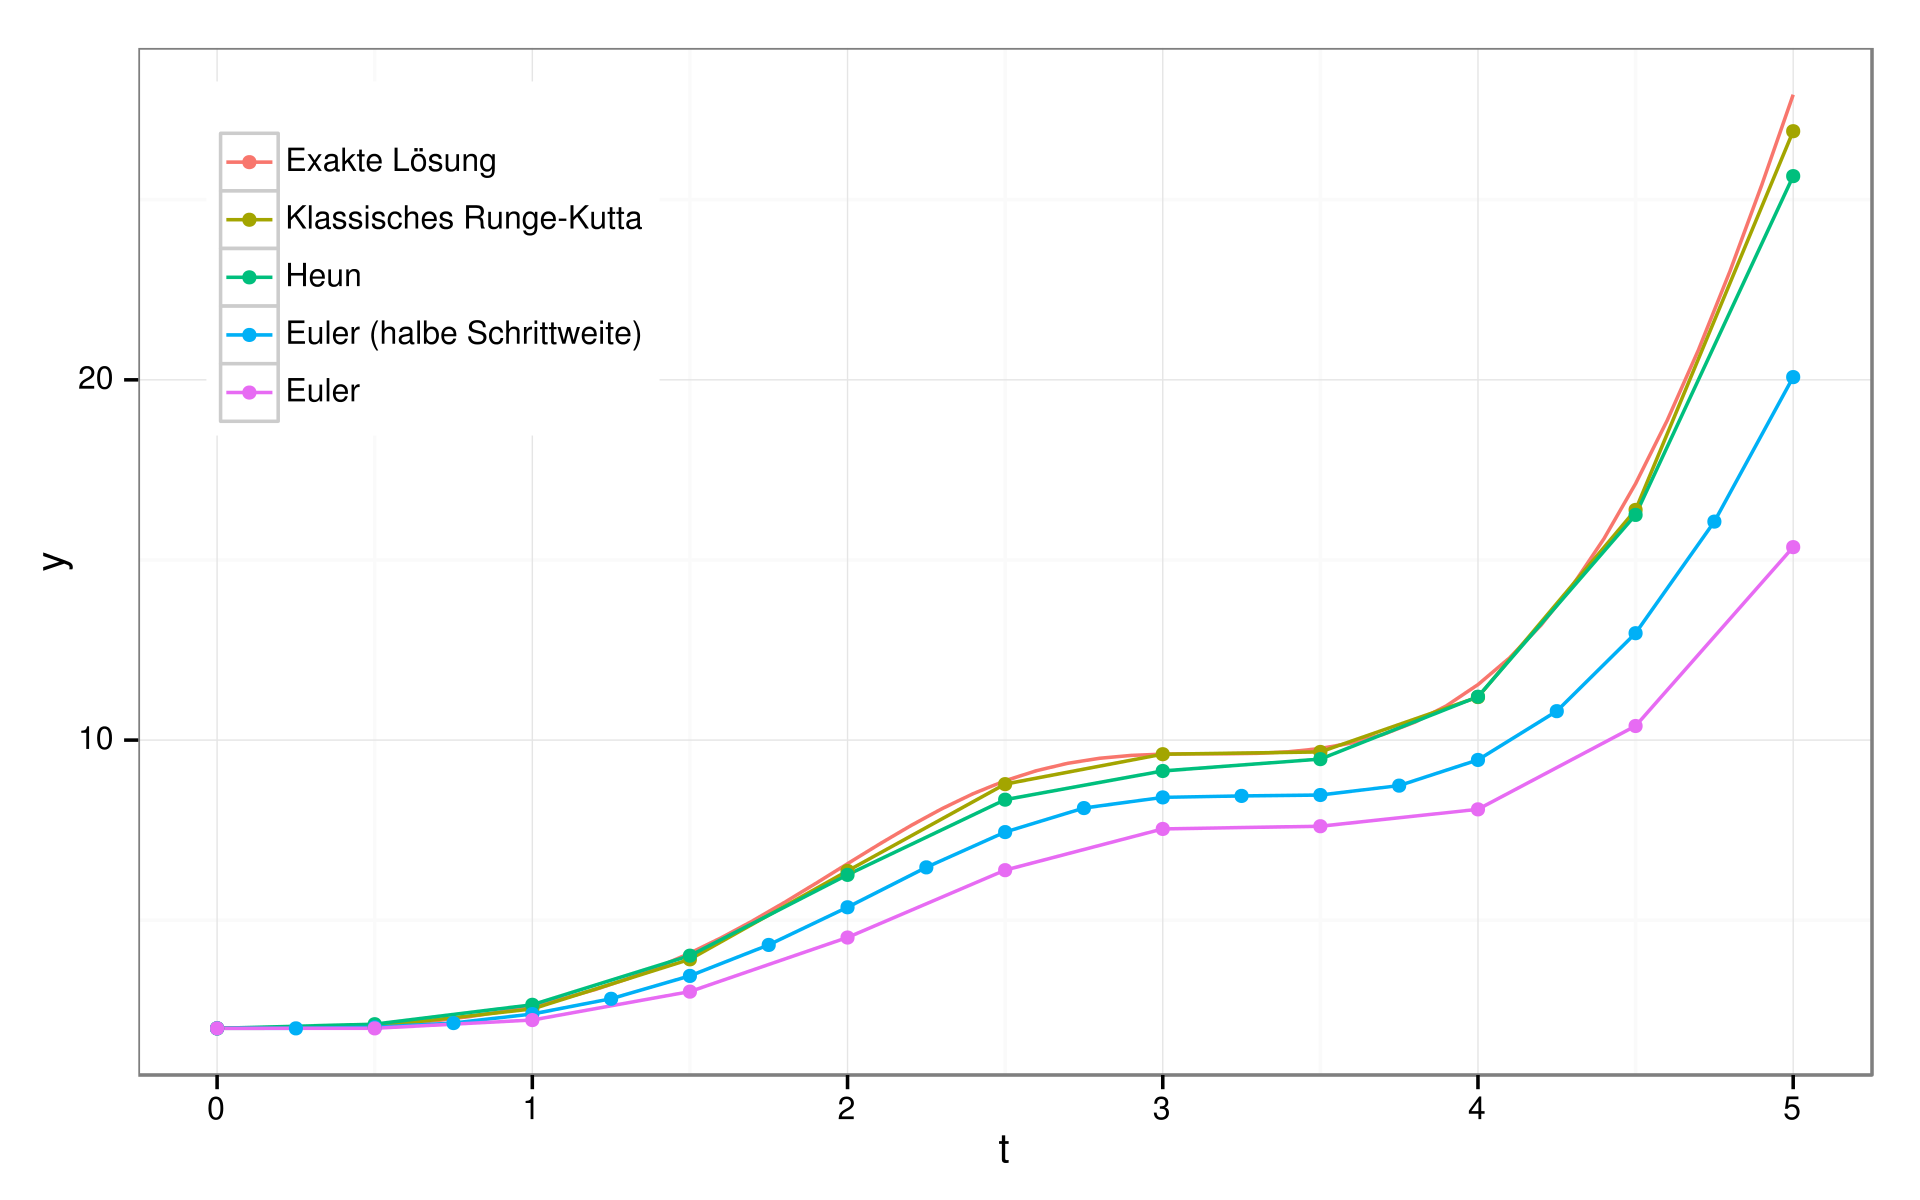 Exakte Lösung
Klassisches Runge-Kutta
Heun
Euler (halbe Schrittweite)
Euler
20
10
y
0 1 2 3 4 5
t